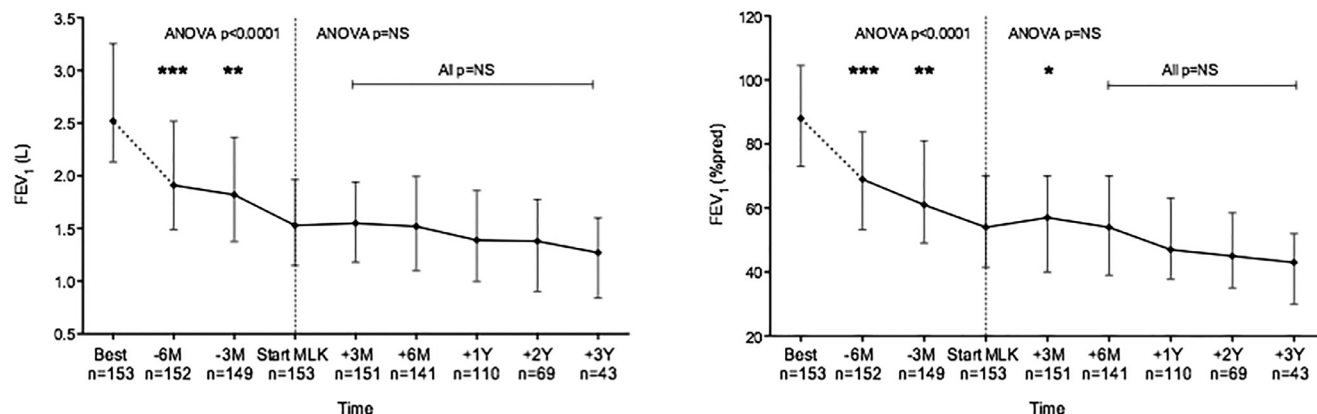 3.5
3.0
2.5
2.0
1.5
1.0
0.5
FEV1 (L)
ANOVA p<0.0001
ANOVA p=NS
*** **
All p=NS
Best -6M -3M Start MLK +3M +6M +1Y +2Y +3Y
n=153 n=152 n=149 n=153 n=151 n=141 n=110 n=69 n=43
Time
120
100
80
60
40
20
FEV1 (%pred)
ANOVA p<0.0001
ANOVA p=NS
*** ** *
All p=NS
Best -6M -3M Start MLK +3M +6M +1Y +2Y +3Y
n=153 n=152 n=149 n=153 n=151 n=141 n=110 n=69 n=43
Time